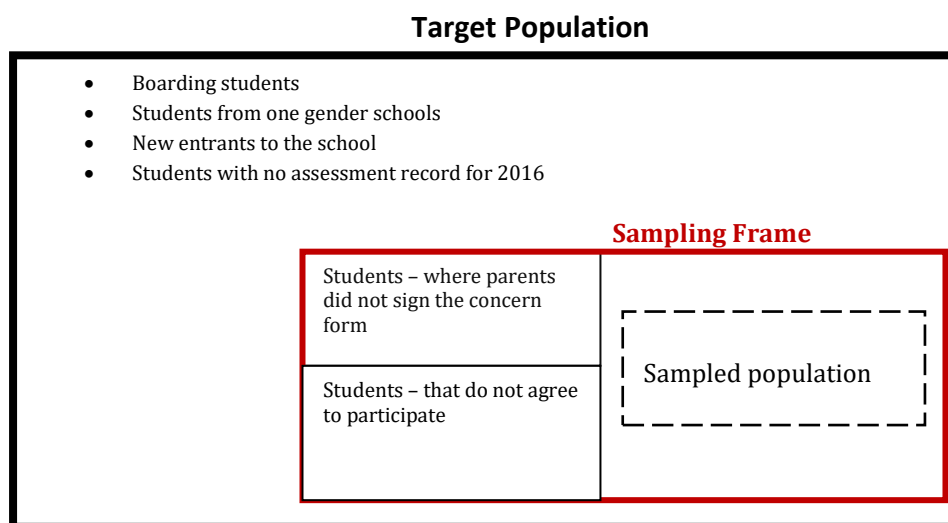 Target Population
• Boarding students
• Students from one gender schools
• New entrants to the school
• Students with no assessment record for 2016
Sampling Frame
Students – where parents
did not sign the concern
form
Sampled population
Students – that do not agree
to participate